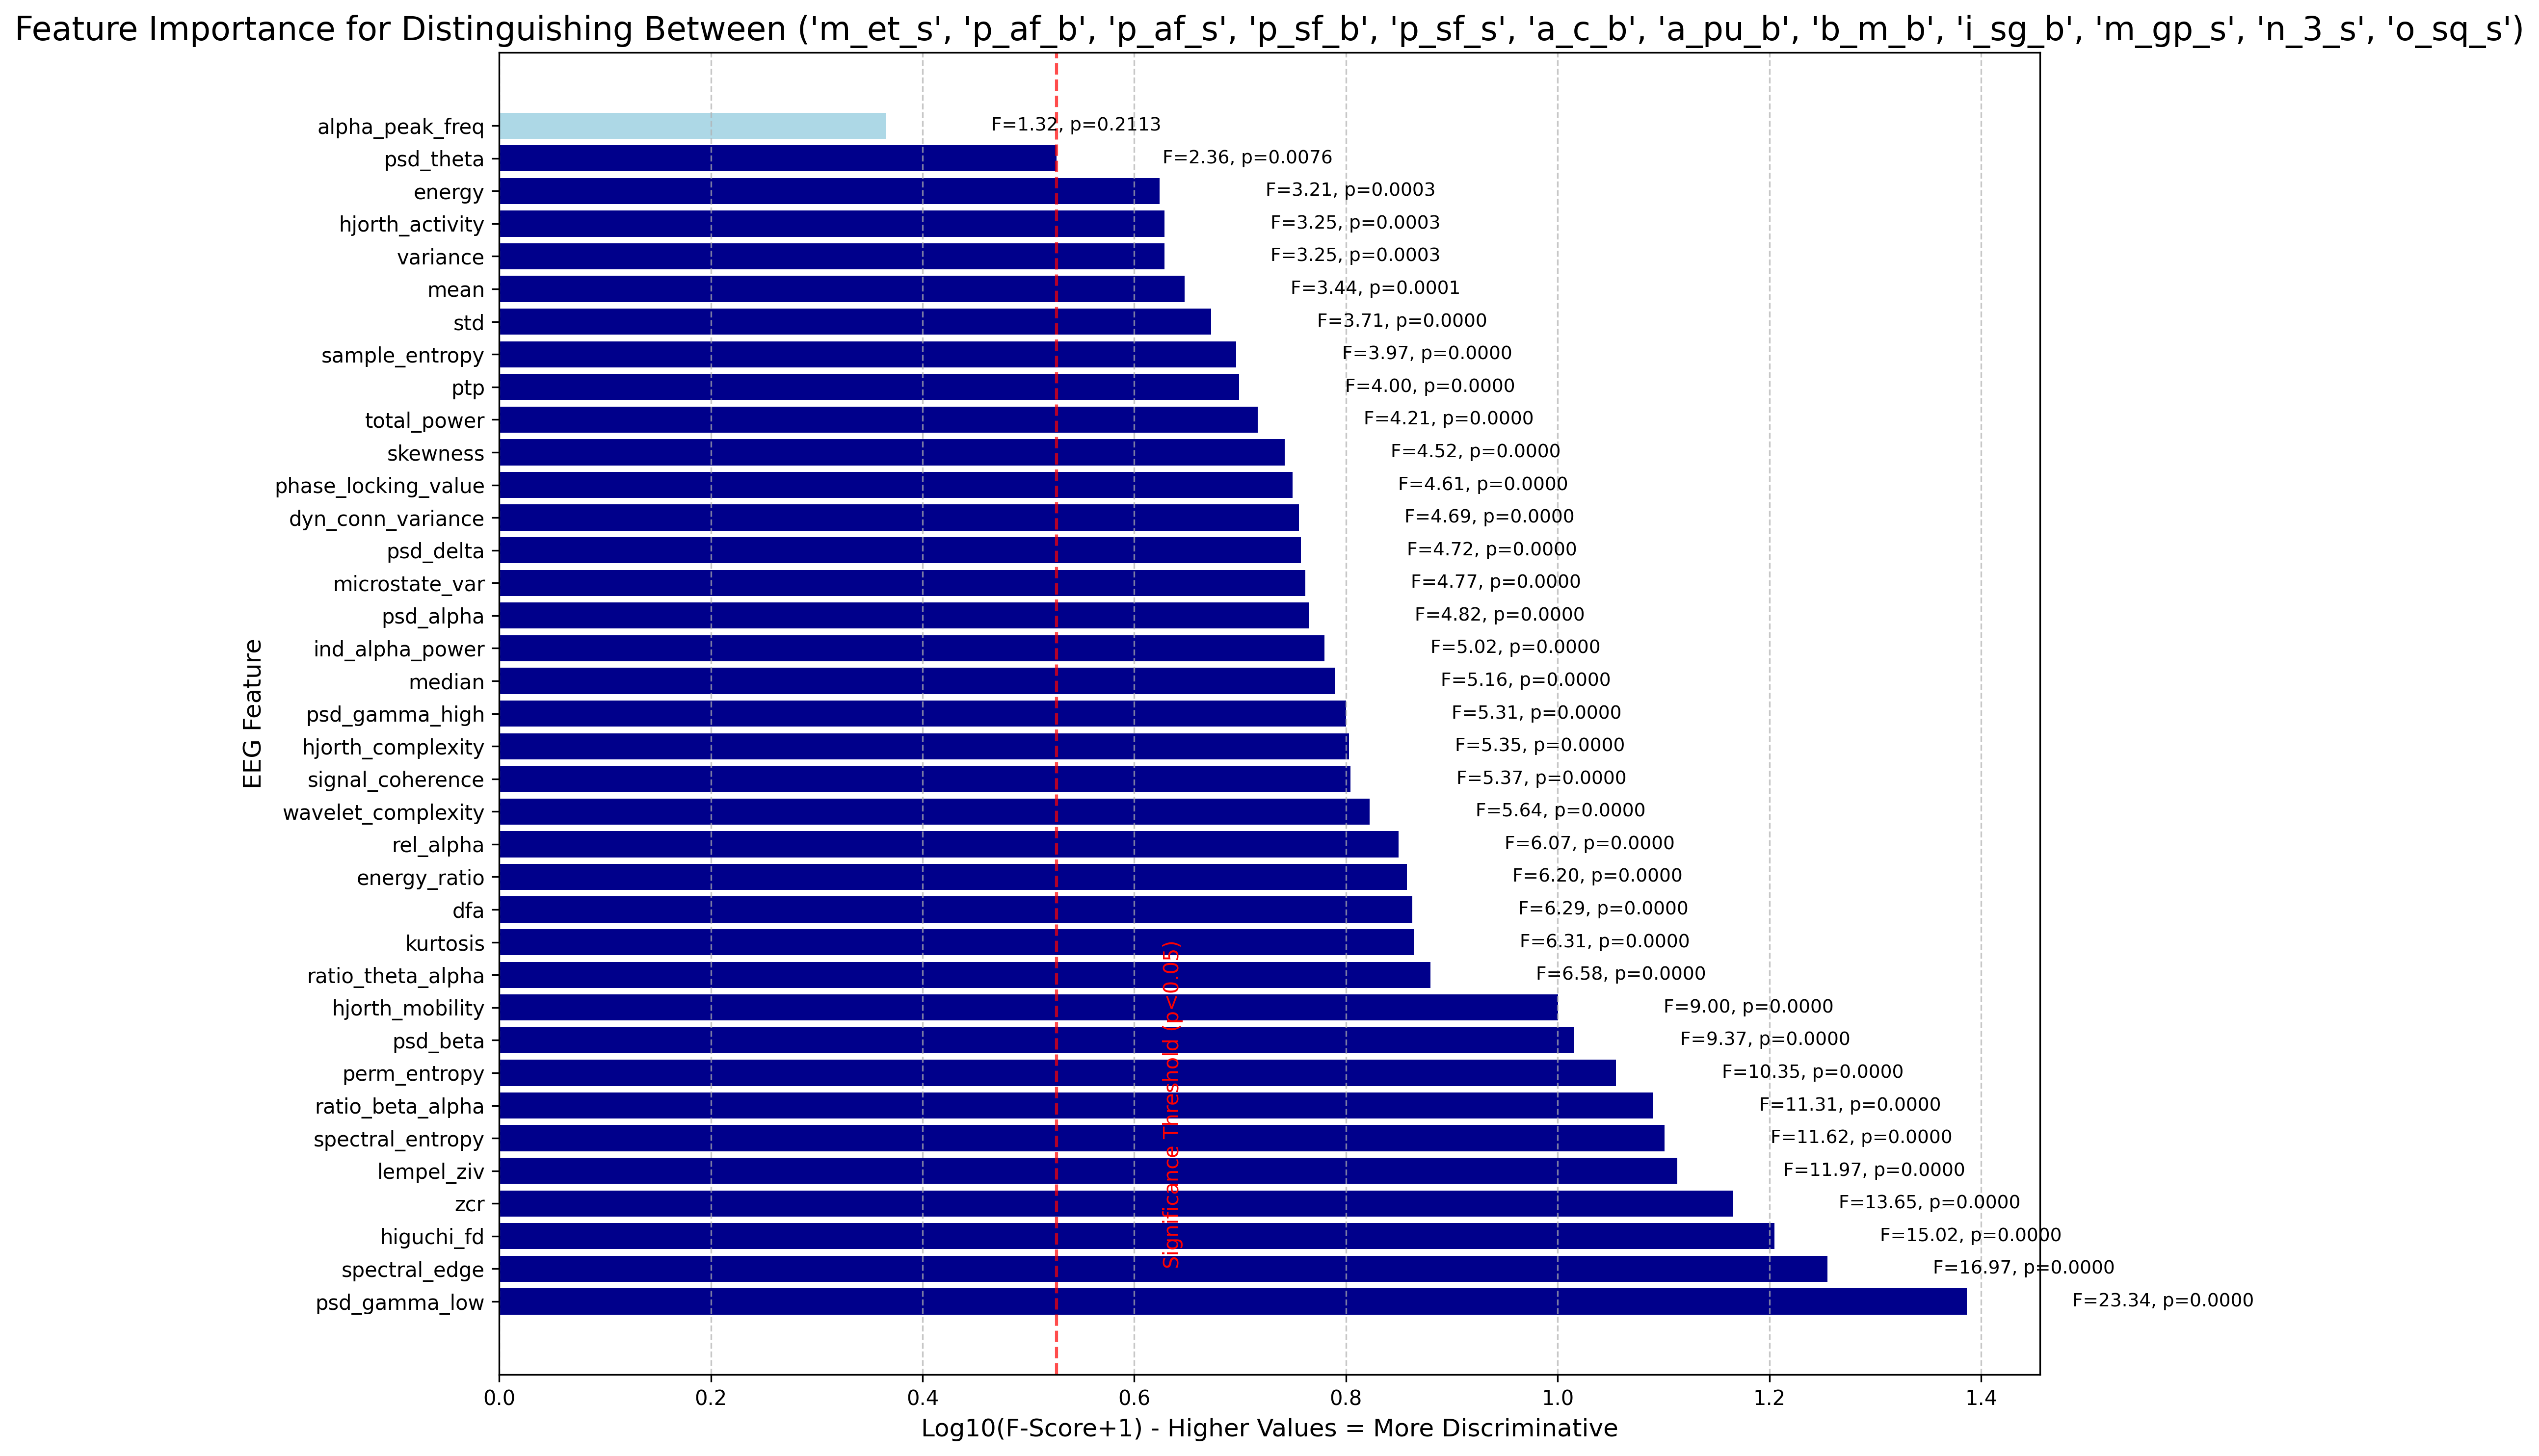 Feature Importance for Distinguishing Between ('m_et_s', 'p_af_b', 'p_af_s', 'p_sf_b', 'p_sf_s', 'a_c_b', 'a_pu_b', 'b_m_b', 'i_sg_b', 'm_gp_s', 'n_3_s', 'o_sq_s')
alpha_peak_freq F=1.32, p=0.2113
psd_theta F=2.36, p=0.0076
energy F=3.21, p=0.0003
hjorth_activity F=3.25, p=0.0003
variance F=3.25, p=0.0003
mean F=3.44, p=0.0001
std F=3.71, p=0.0000
sample_entropy F=3.97, p=0.0000
ptp F=4.00, p=0.0000
total_power F=4.21, p=0.0000
skewness F=4.52, p=0.0000
phase_locking_value F=4.61, p=0.0000
dyn_conn_variance F=4.69, p=0.0000
psd_delta F=4.72, p=0.0000
microstate_var F=4.77, p=0.0000
psd_alpha F=4.82, p=0.0000
ind_alpha_power F=5.02, p=0.0000
median F=5.16, p=0.0000
psd_gamma_high F=5.31, p=0.0000
hjorth_complexity F=5.35, p=0.0000
signal_coherence F=5.37, p=0.0000
wavelet_complexity F=5.64, p=0.0000
rel_alpha F=6.07, p=0.0000
energy_ratio F=6.20, p=0.0000
dfa F=6.29, p=0.0000
kurtosis F=6.31, p=0.0000
ratio_theta_alpha F=6.58, p=0.0000
hjorth_mobility F=9.00, p=0.0000
psd_beta F=9.37, p=0.0000
perm_entropy F=10.35, p=0.0000
ratio_beta_alpha F=11.31, p=0.0000
spectral_entropy F=11.62, p=0.0000
lempel_ziv F=11.97, p=0.0000
zcr F=13.65, p=0.0000
higuchi_fd F=15.02, p=0.0000
spectral_edge F=16.97, p=0.0000
psd_gamma_low F=23.34, p=0.0000
EEG Feature
Significance Threshold (p<0.05)
0.0 0.2 0.4 0.6 0.8 1.0 1.2 1.4
Log10(F-Score+1) - Higher Values = More Discriminative